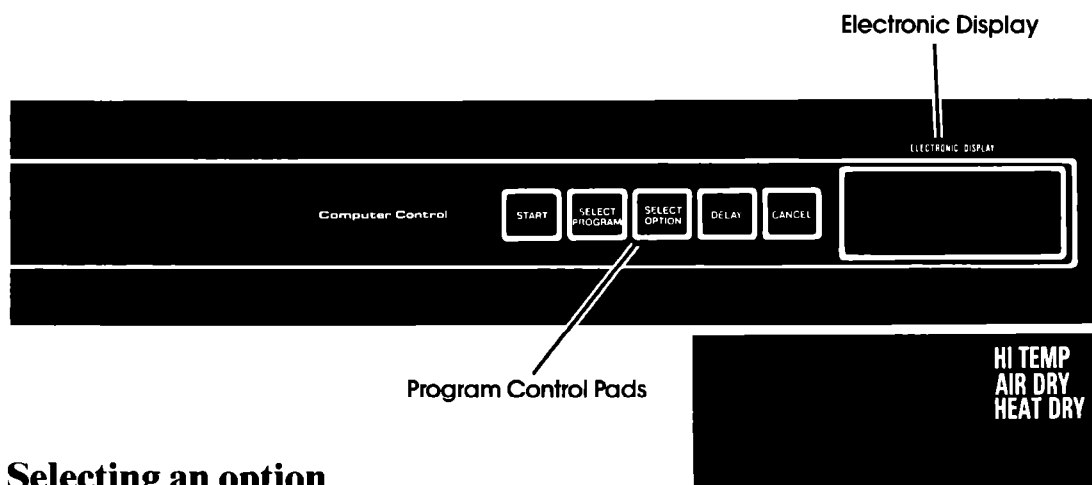 Electronic Display
ELECTRONIC DISPLAY
Computer Control
START
SELECT PROGRAM
SELECT OPTION
DELAY
CANCEL
Program Control Pads
HI TEMP
AIR DRY
HEAT DRY
Selecting an option